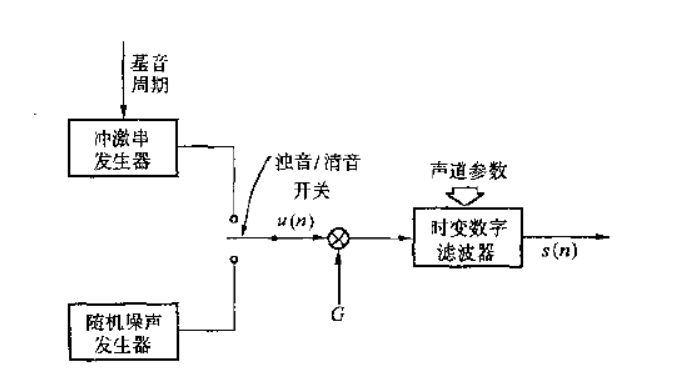 基音
周期
冲激串
发生器
浊音/清音
开关
u(n)
声道参数
时变数字
滤波器
s(n)
G
随机噪声
发生器